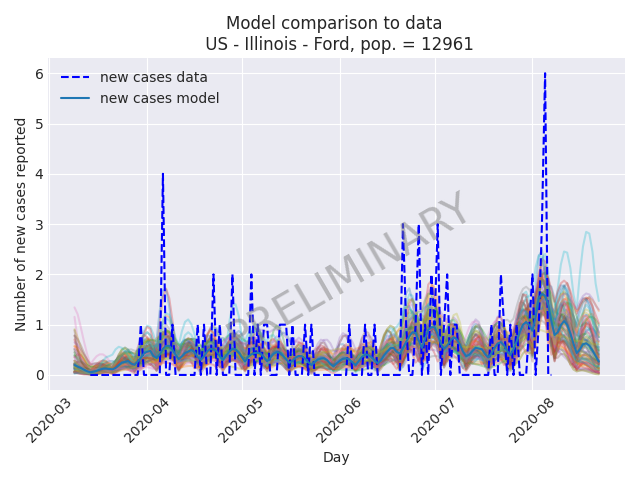 Model comparison to data
US - Illinois - Ford, pop. = 12961
new cases data
new cases model
Number of new cases reported
6
5
4
3
2
1
0
PRELIMINARY
2020-03
2020-04
2020-05
2020-06
2020-07
2020-08
Day